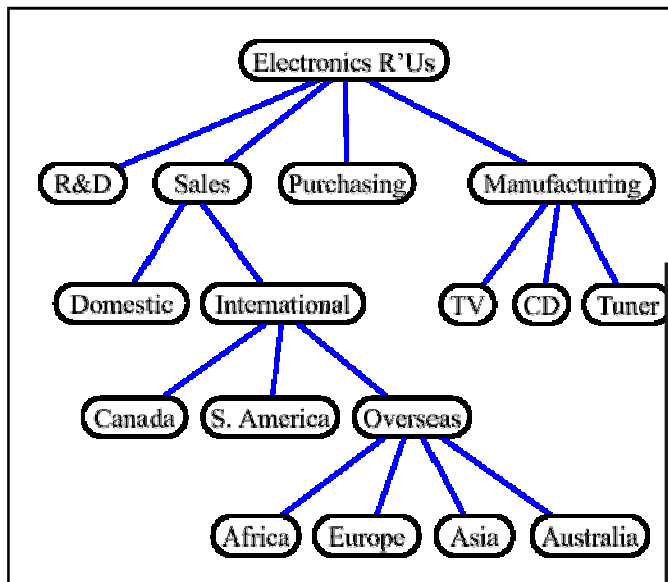 Electronics R'Us
R&D Sales Purchasing Manufacturing
Domestic International TV CD Tuner
Canada S. America Overseas
Africa Europe Asia Australia